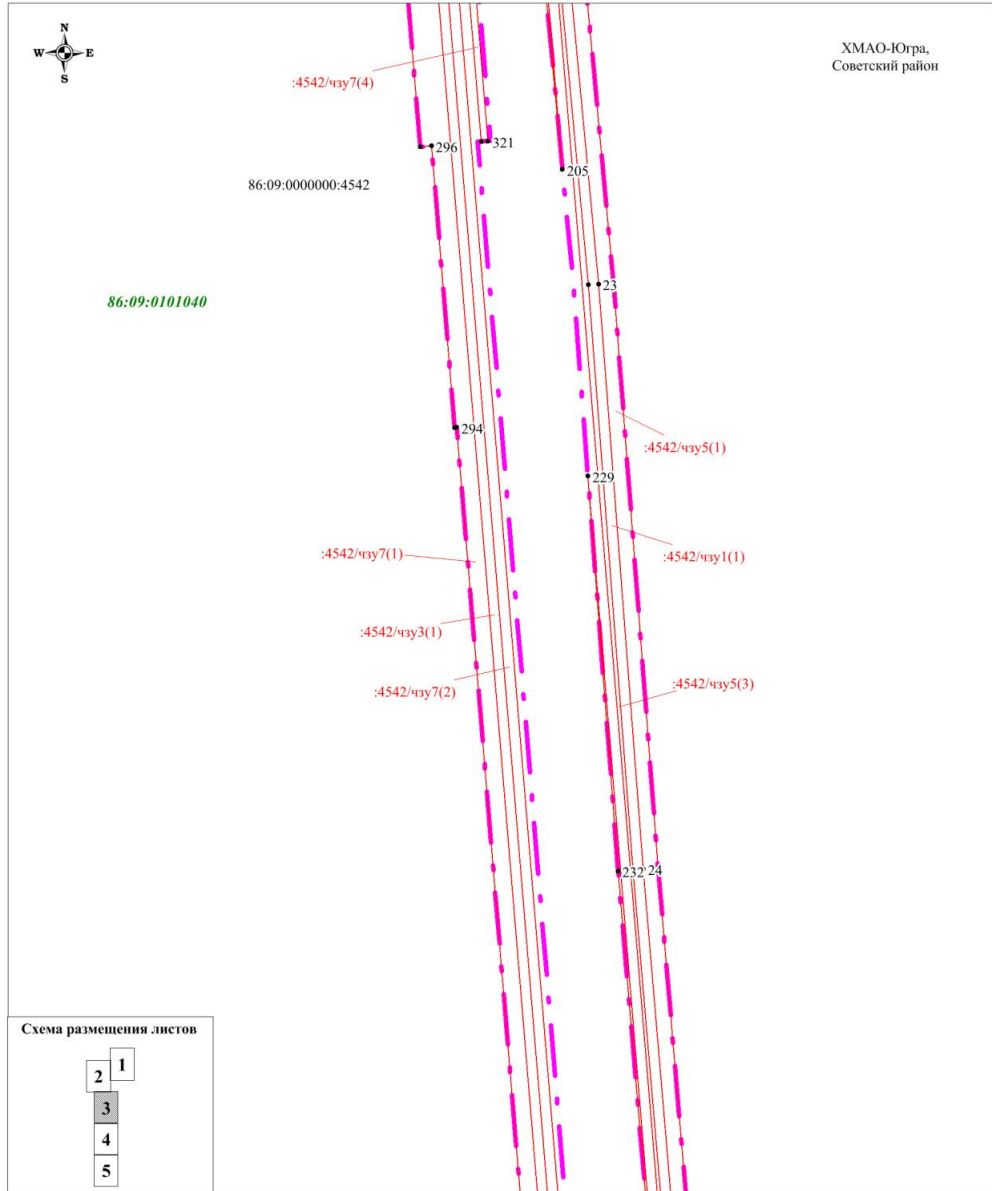 N
W E
S
ХМАО-Югра,
Советский район
:4542/чзу7(4)
296
321
205
86:09:0000000:4542
23
86:09:0101040
294
:4542/чзу5(1)
229
:4542/чзу7(1)
:4542/чзу1(1)
:4542/чзу3(1)
:4542/чзу7(2)
:4542/чзу5(3)
232
24
Схема размещения листов
1
2
3
4
5